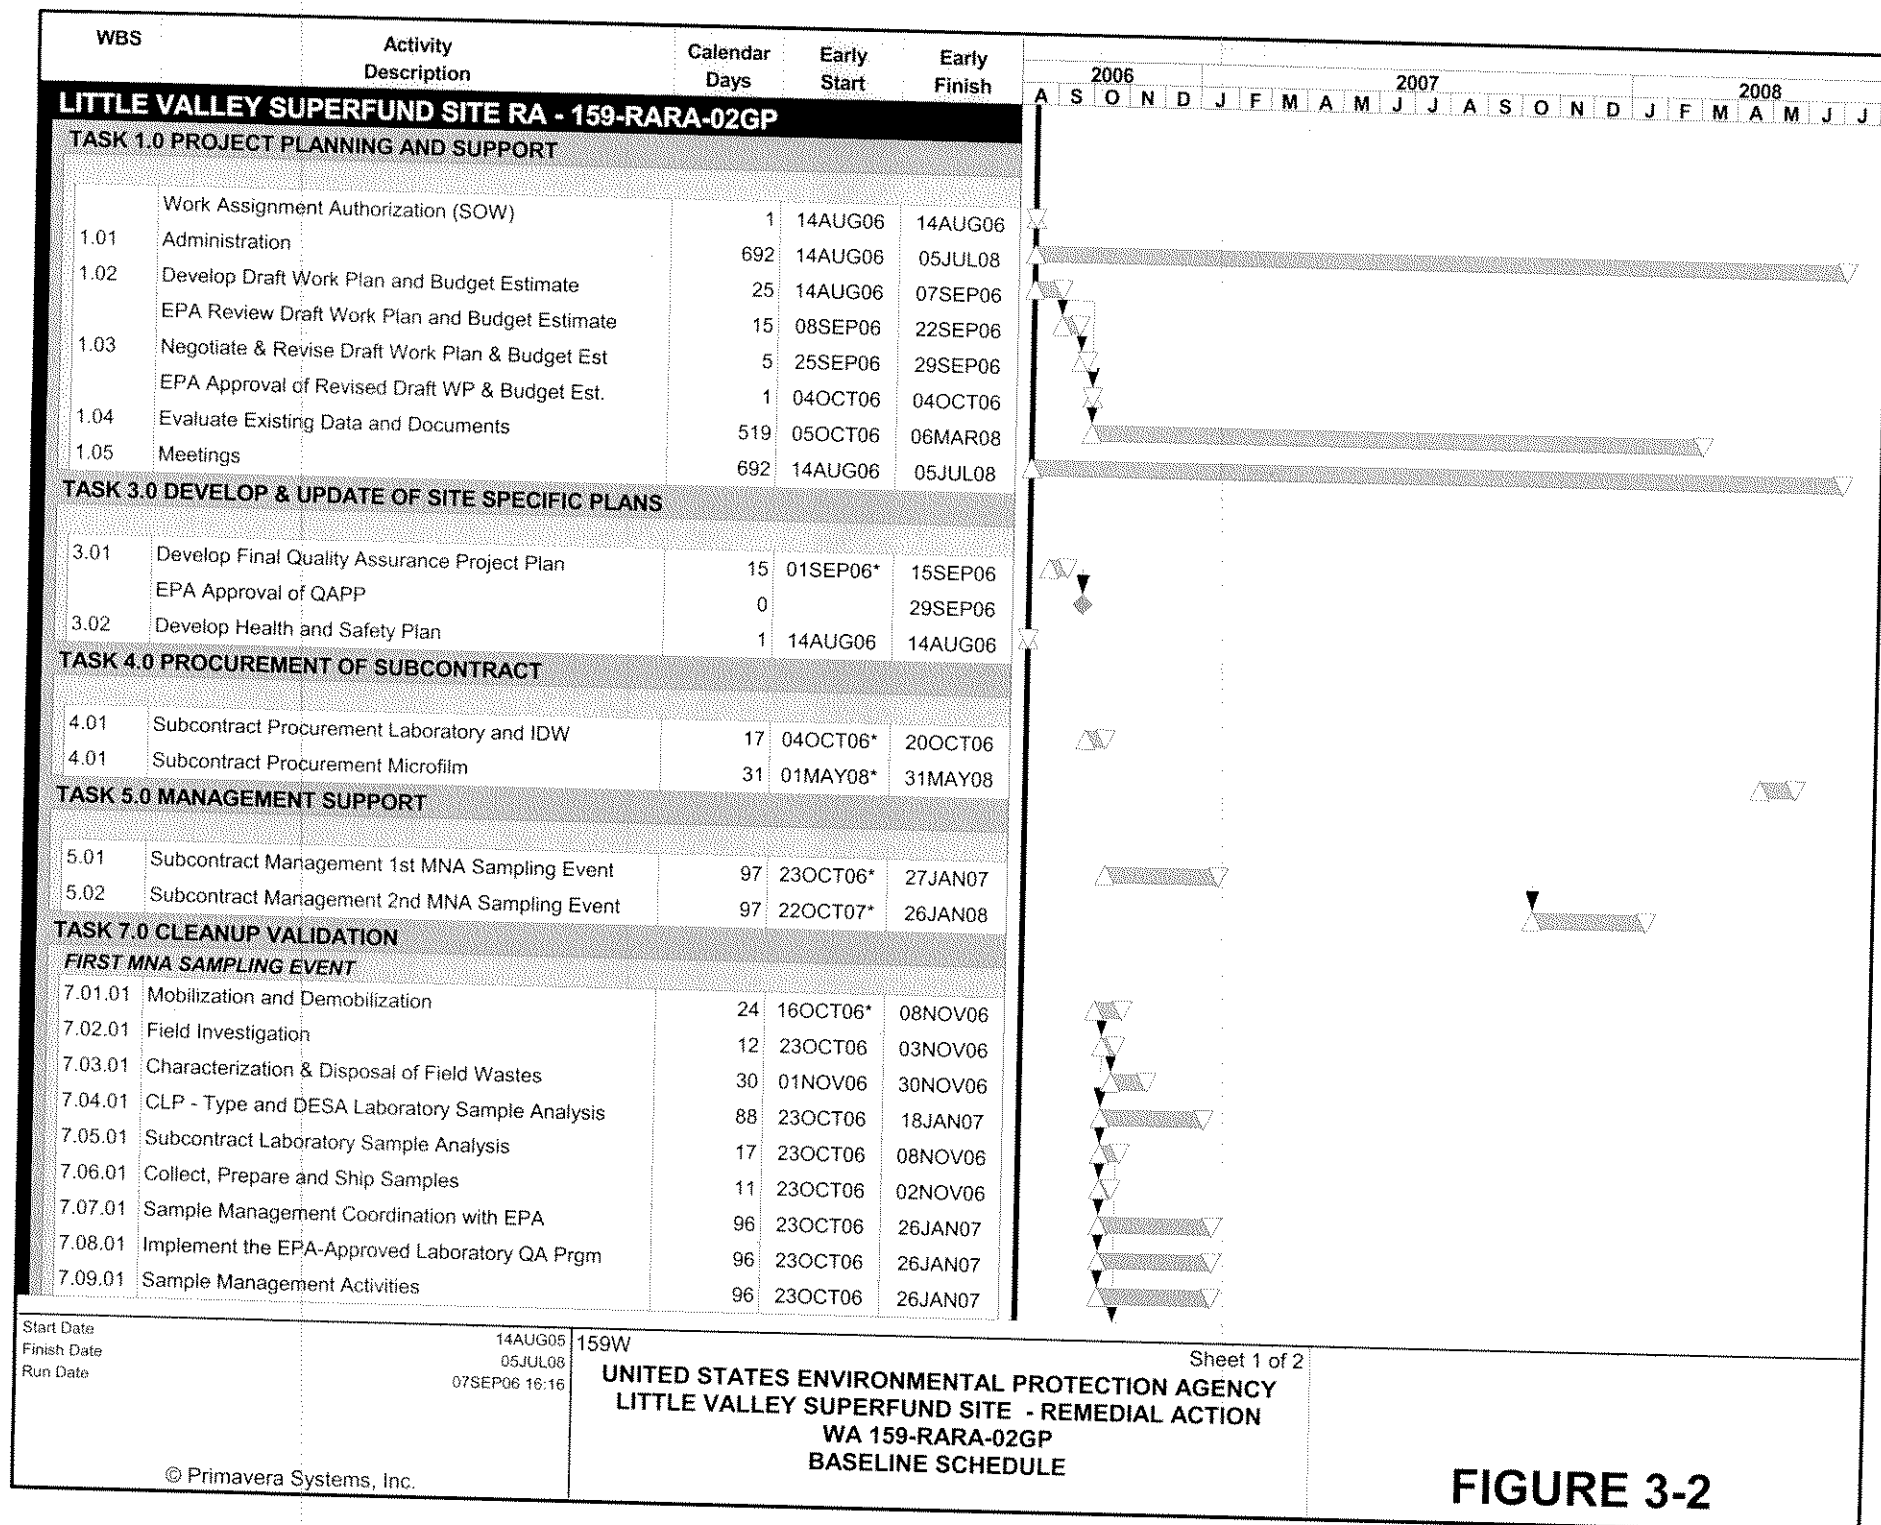 WBS Activity Description Calendar Days Early Start Early Finish
2006 2007 2008
A S O N D J F M A M J J A S O N D J F M A M J J
LITTLE VALLEY SUPERFUND SITE RA - 159-RARA-02GP
TASK 1.0 PROJECT PLANNING AND SUPPORT
Work Assignment Authorization (SOW) 1 14AUG06 14AUG06
1.01 Administration 692 14AUG06 05JUL08
1.02 Develop Draft Work Plan and Budget Estimate 25 14AUG06 07SEP06
EPA Review Draft Work Plan and Budget Estimate 15 08SEP06 22SEP06
1.03 Negotiate & Revise Draft Work Plan & Budget Est 5 25SEP06 29SEP06
EPA Approval of Revised Draft WP & Budget Est. 1 04OCT06 04OCT06
1.04 Evaluate Existing Data and Documents 519 05OCT06 06MAR08
1.05 Meetings 692 14AUG06 05JUL08
TASK 3.0 DEVELOP & UPDATE OF SITE SPECIFIC PLANS
3.01 Develop Final Quality Assurance Project Plan 15 01SEP06* 15SEP06
EPA Approval of QAPP 0 29SEP06
3.02 Develop Health and Safety Plan 1 14AUG06 14AUG06
TASK 4.0 PROCUREMENT OF SUBCONTRACT
4.01 Subcontract Procurement Laboratory and IDW 17 04OCT06* 20OCT06
4.01 Subcontract Procurement Microfilm 31 01MAY08* 31MAY08
TASK 5.0 MANAGEMENT SUPPORT
5.01 Subcontract Management 1st MNA Sampling Event 97 23OCT06* 27JAN07
5.02 Subcontract Management 2nd MNA Sampling Event 97 22OCT07* 26JAN08
TASK 7.0 CLEANUP VALIDATION
FIRST MNA SAMPLING EVENT
7.01.01 Mobilization and Demobilization 24 16OCT06* 08NOV06
7.02.01 Field Investigation 12 23OCT06 03NOV06
7.03.01 Characterization & Disposal of Field Wastes 30 01NOV06 30NOV06
7.04.01 CLP - Type and DESA Laboratory Sample Analysis 88 23OCT06 18JAN07
7.05.01 Subcontract Laboratory Sample Analysis 17 23OCT06 08NOV06
7.06.01 Collect, Prepare and Ship Samples 11 23OCT06 02NOV06
7.07.01 Sample Management Coordination with EPA 96 23OCT06 26JAN07
7.08.01 Implement the EPA-Approved Laboratory QA Prgm 96 23OCT06 26JAN07
7.09.01 Sample Management Activities 96 23OCT06 26JAN07
Start Date 14AUG05
Finish Date 05JUL08
Run Date 07SEP06 16:16
© Primavera Systems, Inc.
159W
Sheet 1 of 2
UNITED STATES ENVIRONMENTAL PROTECTION AGENCY
LITTLE VALLEY SUPERFUND SITE - REMEDIAL ACTION
WA 159-RARA-02GP
BASELINE SCHEDULE
FIGURE 3-2